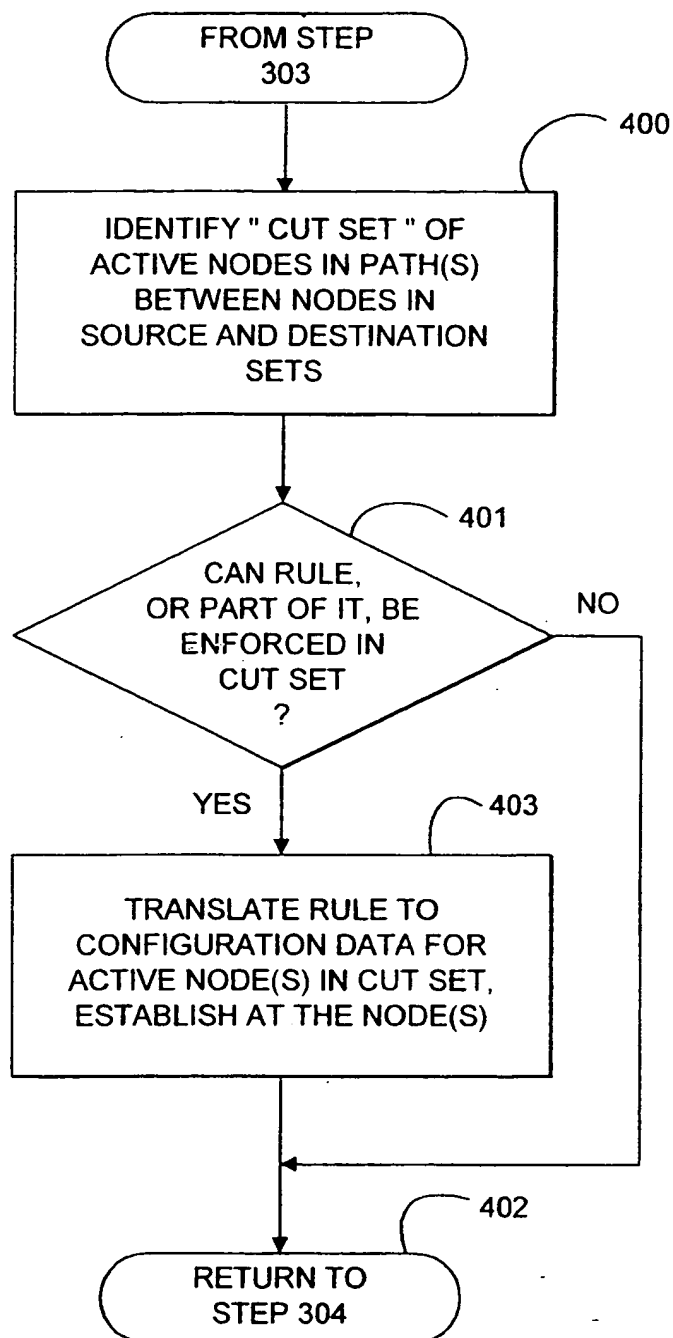 FROM STEP
303
400
IDENTIFY " CUT SET " OF
ACTIVE NODES IN PATH(S)
BETWEEN NODES IN
SOURCE AND DESTINATION
SETS
401
CAN RULE,
OR PART OF IT, BE
ENFORCED IN
CUT SET
?
NO
YES
403
TRANSLATE RULE TO
CONFIGURATION DATA FOR
ACTIVE NODE(S) IN CUT SET,
ESTABLISH AT THE NODE(S)
402
RETURN TO
STEP 304